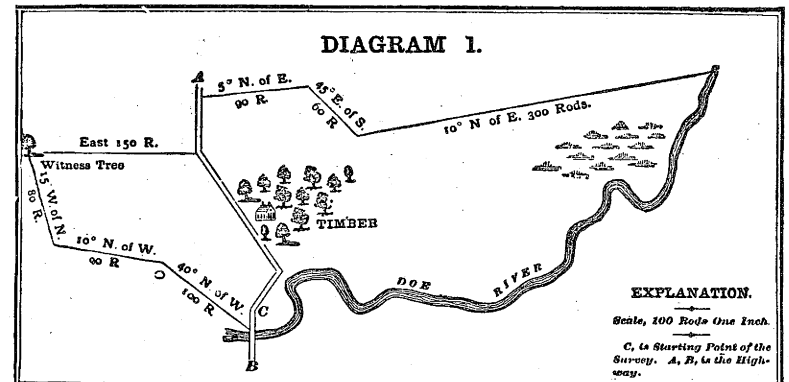 DIAGRAM 1.
A
5° N. of E.
90 R.
45° E. of S.
60 R
10° N of E. 300 Rods.
East 150 R.
Witness Tree
15 W. of N.
80 R.
10° N. of W.
90 R
C
40° N. of W.
100 R
TIMBER
C
B
DOE RIVER
EXPLANATION.
Scale, 100 Rods One Inch.
C, is Starting Point of the
Survey. A, B, is the High-
way.